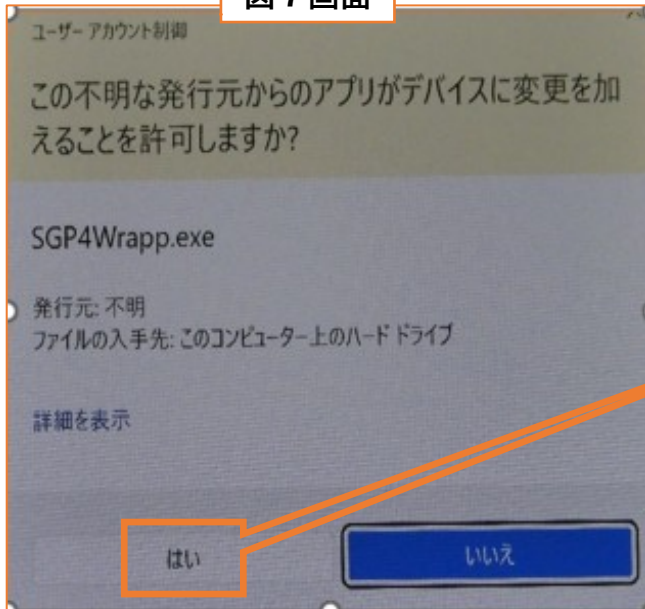 ユーザー アカウント制御
この不明な発行元からのアプリがデバイスに変更を加
えることを許可しますか?
SGP4Wrapp.exe
発行元: 不明
ファイルの入手先: このコンピューター上のハード ドライブ
詳細を表示
はい
いいえ